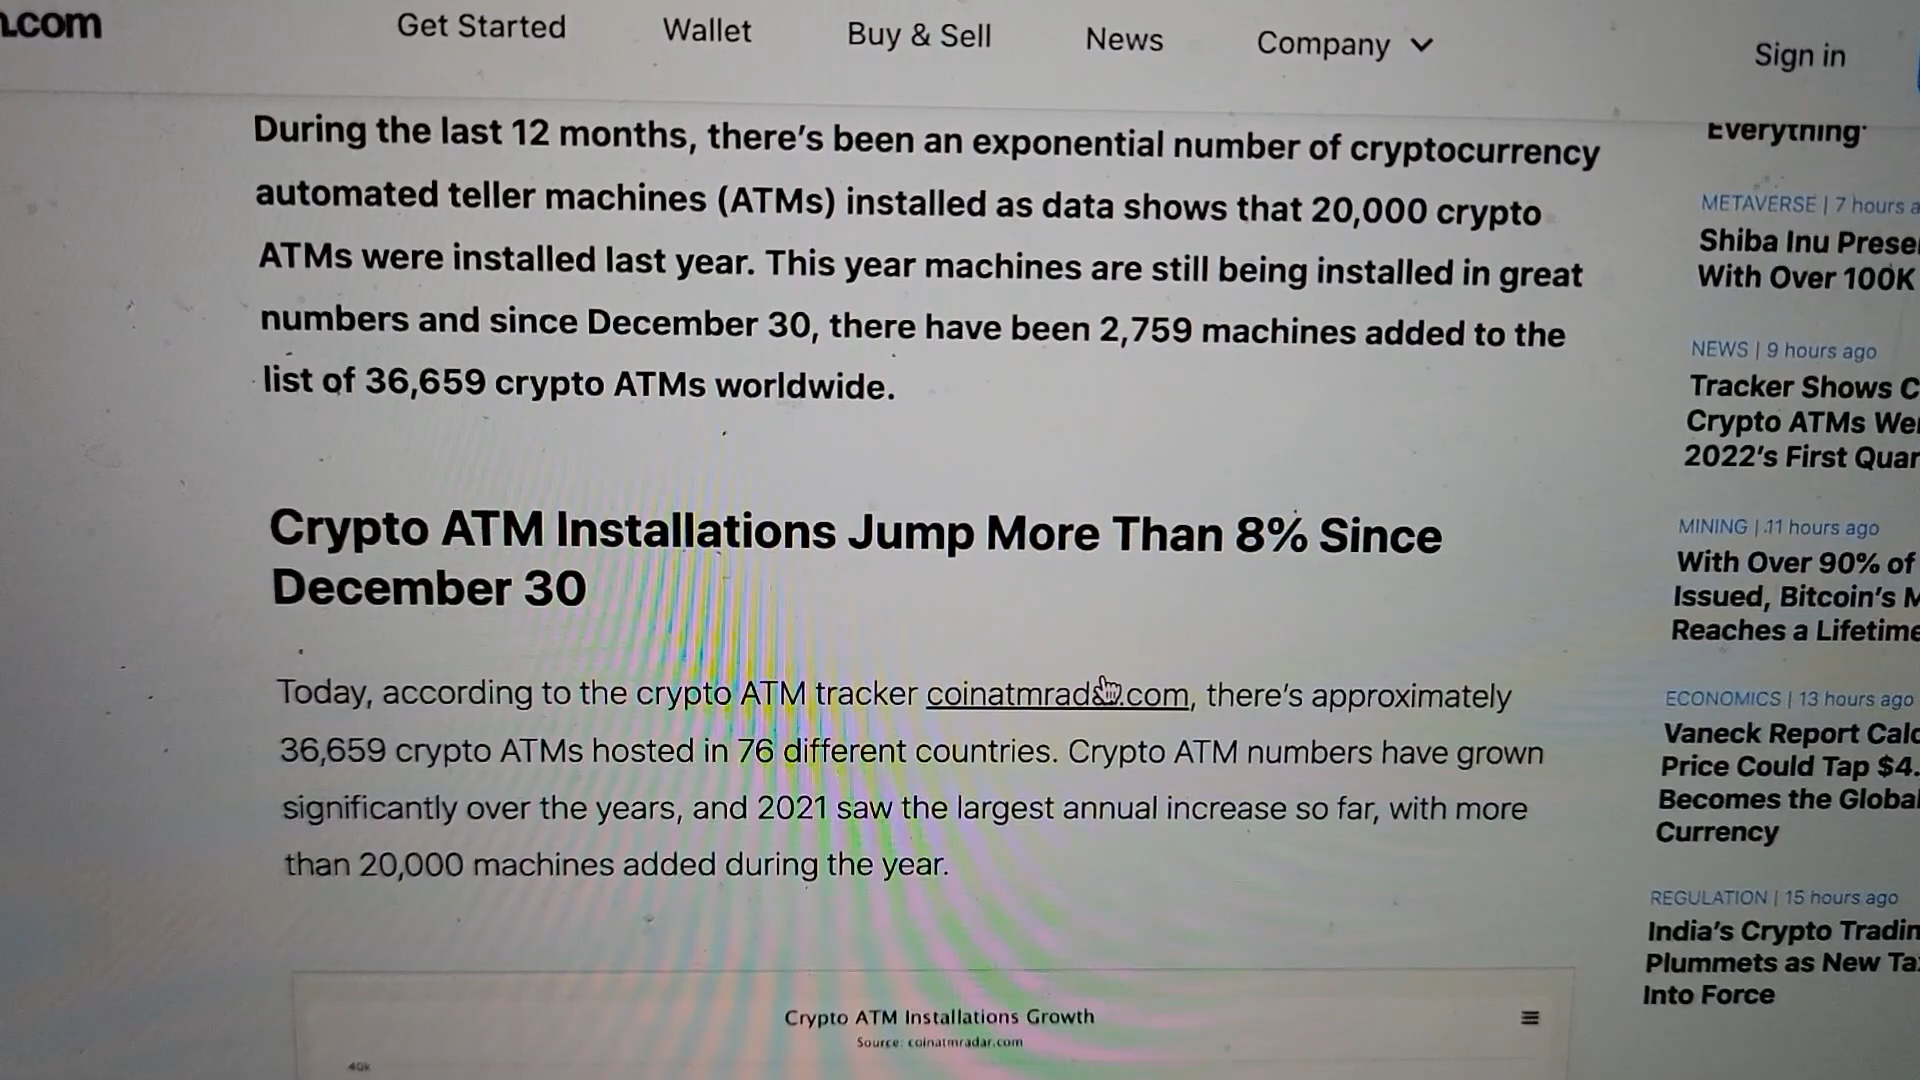 .com
Get Started
Wallet
Buy & Sell
News
Company
Sign in
During the last 12 months, there's been an exponential number of cryptocurrency
automated teller machines (ATMs) installed as data shows that 20,000 crypto
ATMs were installed last year. This year machines are still being installed in great
numbers and since December 30, there have been 2,759 machines added to the
list of 36,659 crypto ATMs worldwide.
Crypto ATM Installations Jump More Than 8% Since
December 30
Today, according to the crypto ATM tracker coinatmradar.com, there's approximately
36,659 crypto ATMs hosted in 76 different countries. Crypto ATM numbers have grown
significantly over the years, and 2021 saw the largest annual increase so far, with more
than 20,000 machines added during the year.
Crypto ATM Installations Growth
Source: coinatmradar.com
40k
Everything'
METAVERSE | 7 hours a
Shiba Inu Prese
With Over 100K
NEWS | 9 hours ago
Tracker Shows C
Crypto ATMs We
2022's First Quar
MINING | 11 hours ago
With Over 90% of
Issued, Bitcoin's M
Reaches a Lifetime
ECONOMICS | 13 hours ago
Vaneck Report Calc
Price Could Tap $4.
Becomes the Global
Currency
REGULATION | 15 hours ago
India's Crypto Tradin
Plummets as New Ta
Into Force